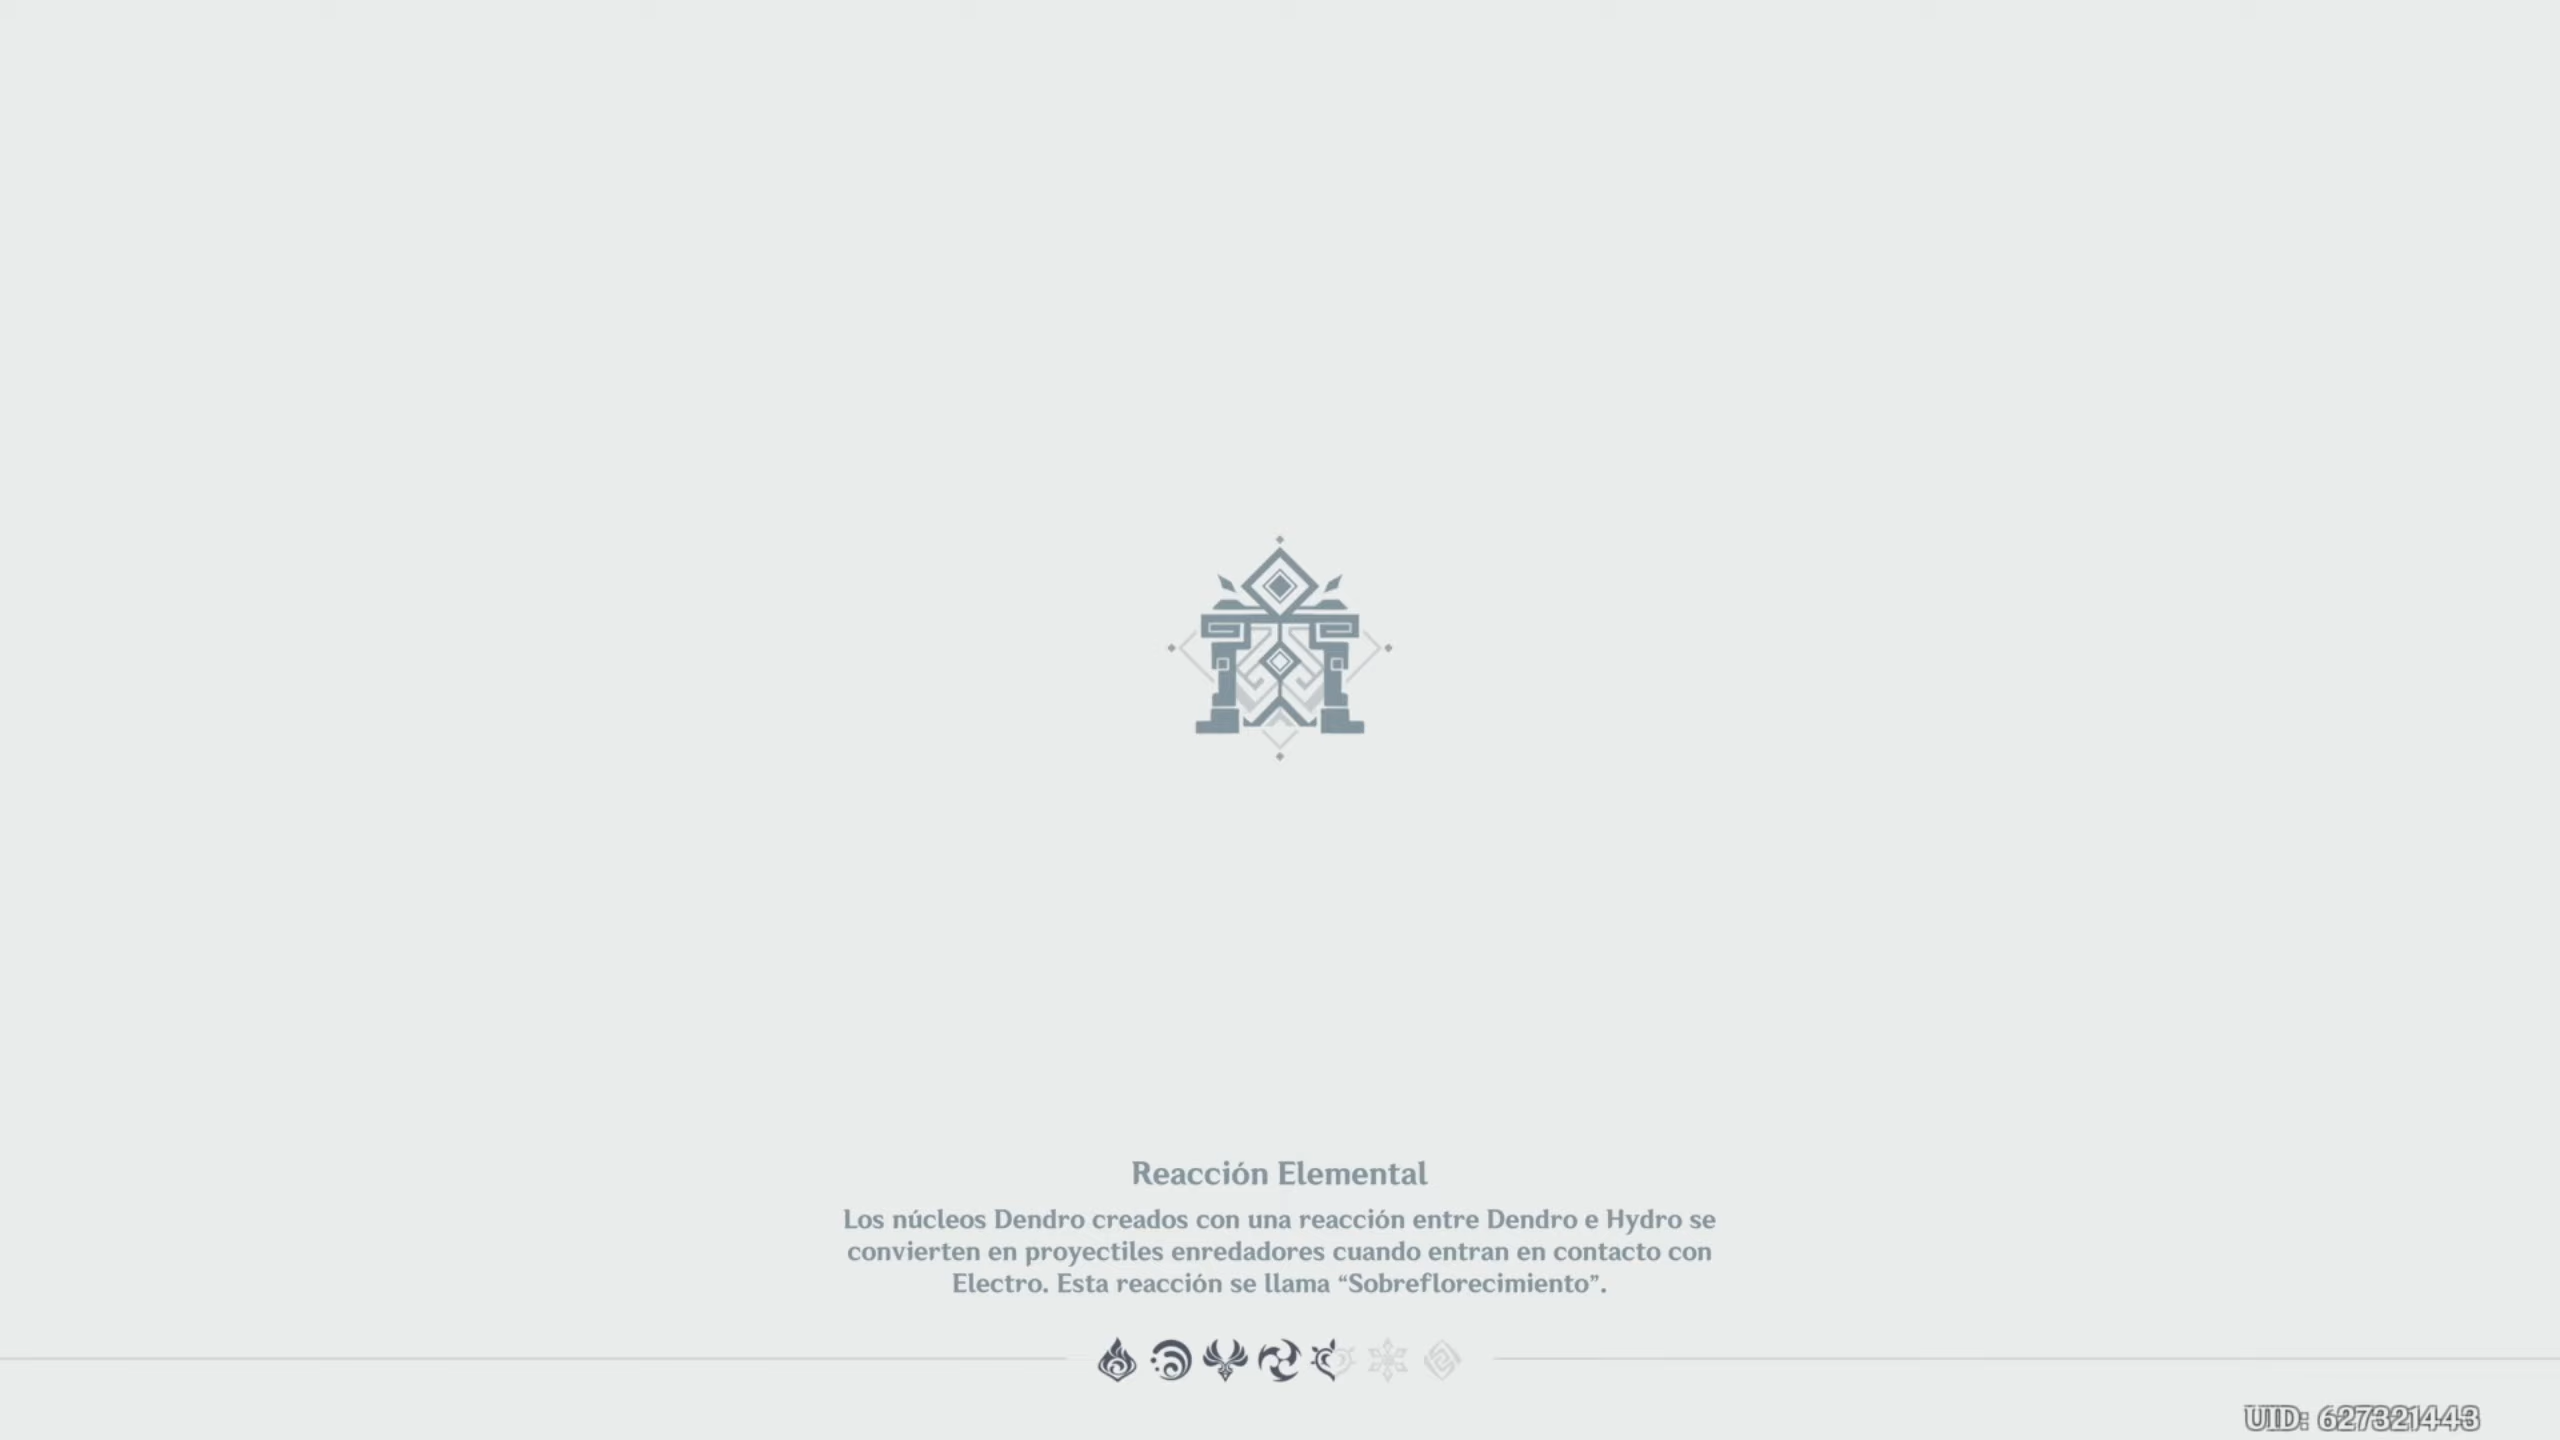 Reacción Elemental
Los núcleos Dendro creados con una reacción entre Dendro e Hydro se
convierten en proyectiles enredadores cuando entran en contacto con
Electro. Esta reacción se llama “Sobreflorecimiento”.
UID: 627321443